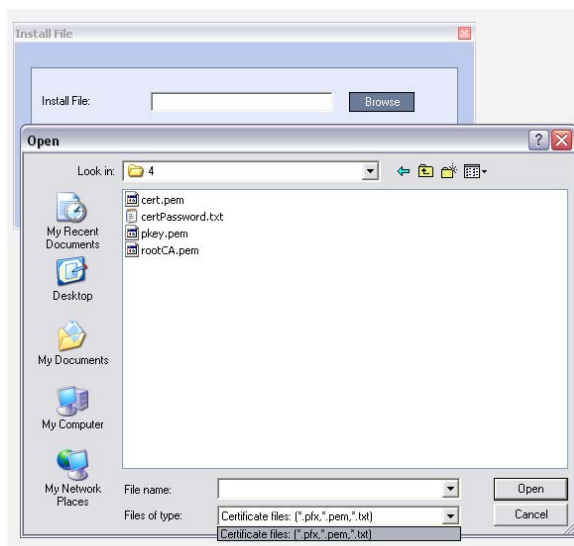 Install File
Install File:
Browse
Open
Look in:
4
cert.pem
certPassword.txt
pkey.pem
rootCA.pem
My Recent
Documents
Desktop
My Documents
My Computer
My Network
Places
File name:
Open
Files of type:
Certificate files: (*.pfx,*.pem,*.txt)
Cancel
Certificate files: (*.pfx,*.pem,*.txt)